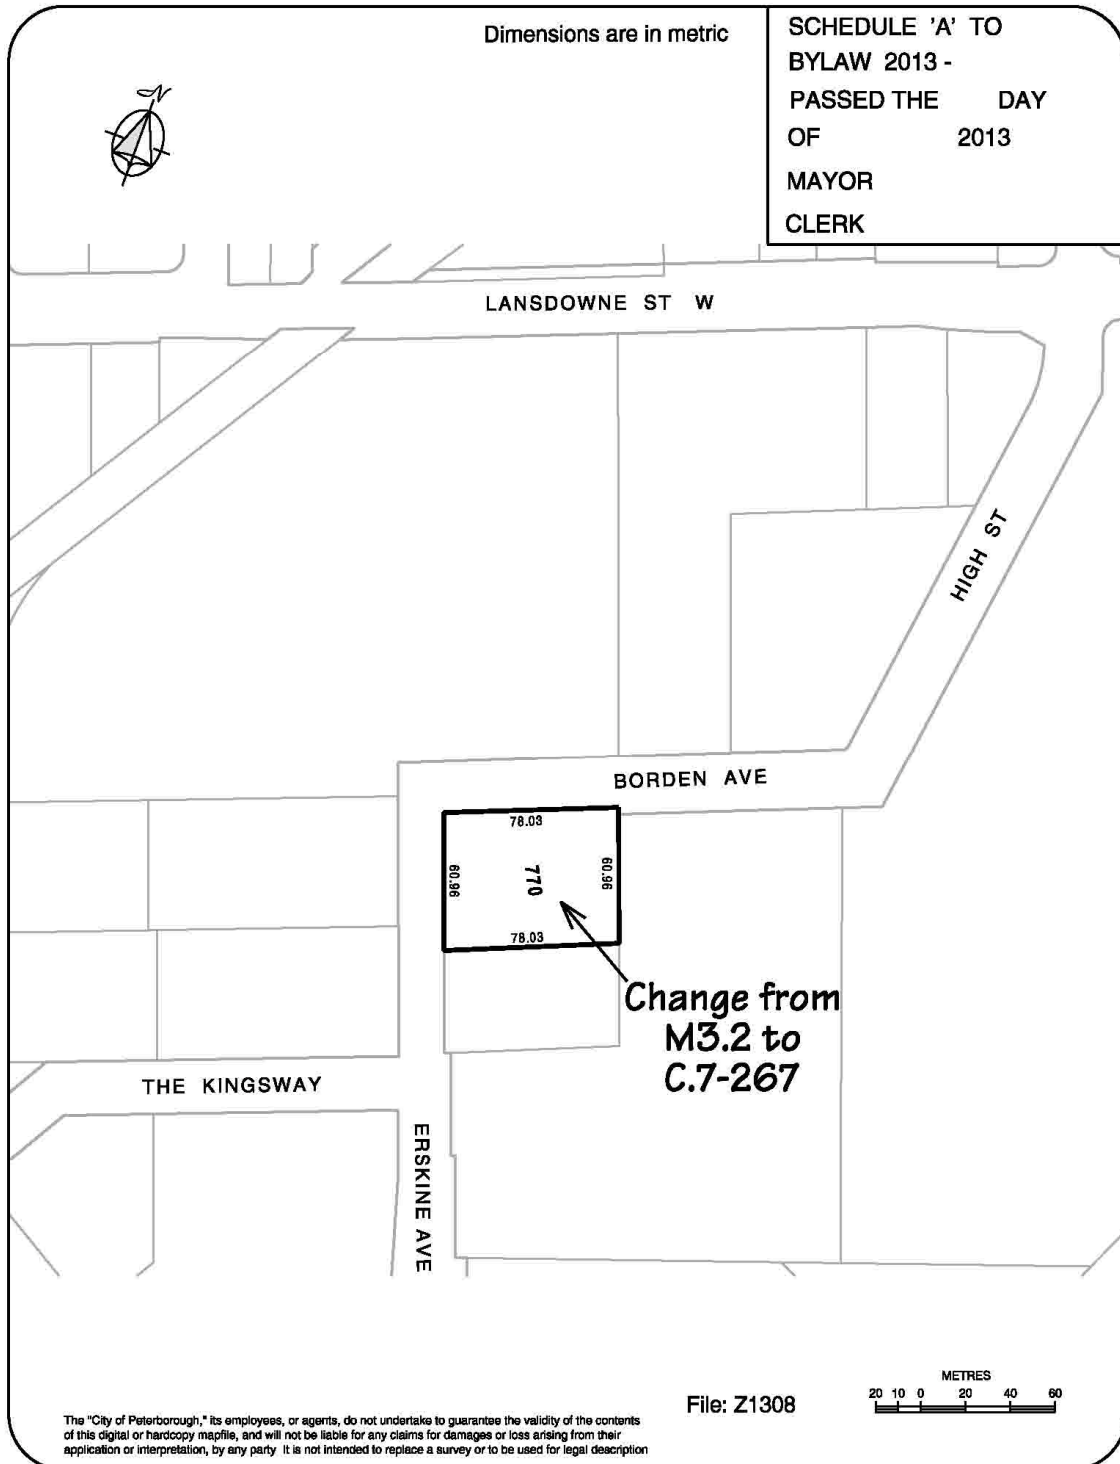 Dimensions are in metric
SCHEDULE 'A' TO
BYLAW 2013 -
PASSED THE DAY
OF 2013
MAYOR
CLERK
N
LANSDOWNE ST W
HIGH ST
BORDEN AVE
78.03
60.96
770
60.96
78.03
Change from
M3.2 to
C.7-267
THE KINGSWAY
ERSKINE AVE
METRES
20 10 0 20 40 60
File: Z1308
The "City of Peterborough," its employees, or agents, do not undertake to guarantee the validity of the contents
of this digital or hardcopy mapfile, and will not be liable for any claims for damages or loss arising from their
application or interpretation, by any party It is not intended to replace a survey or to be used for legal description